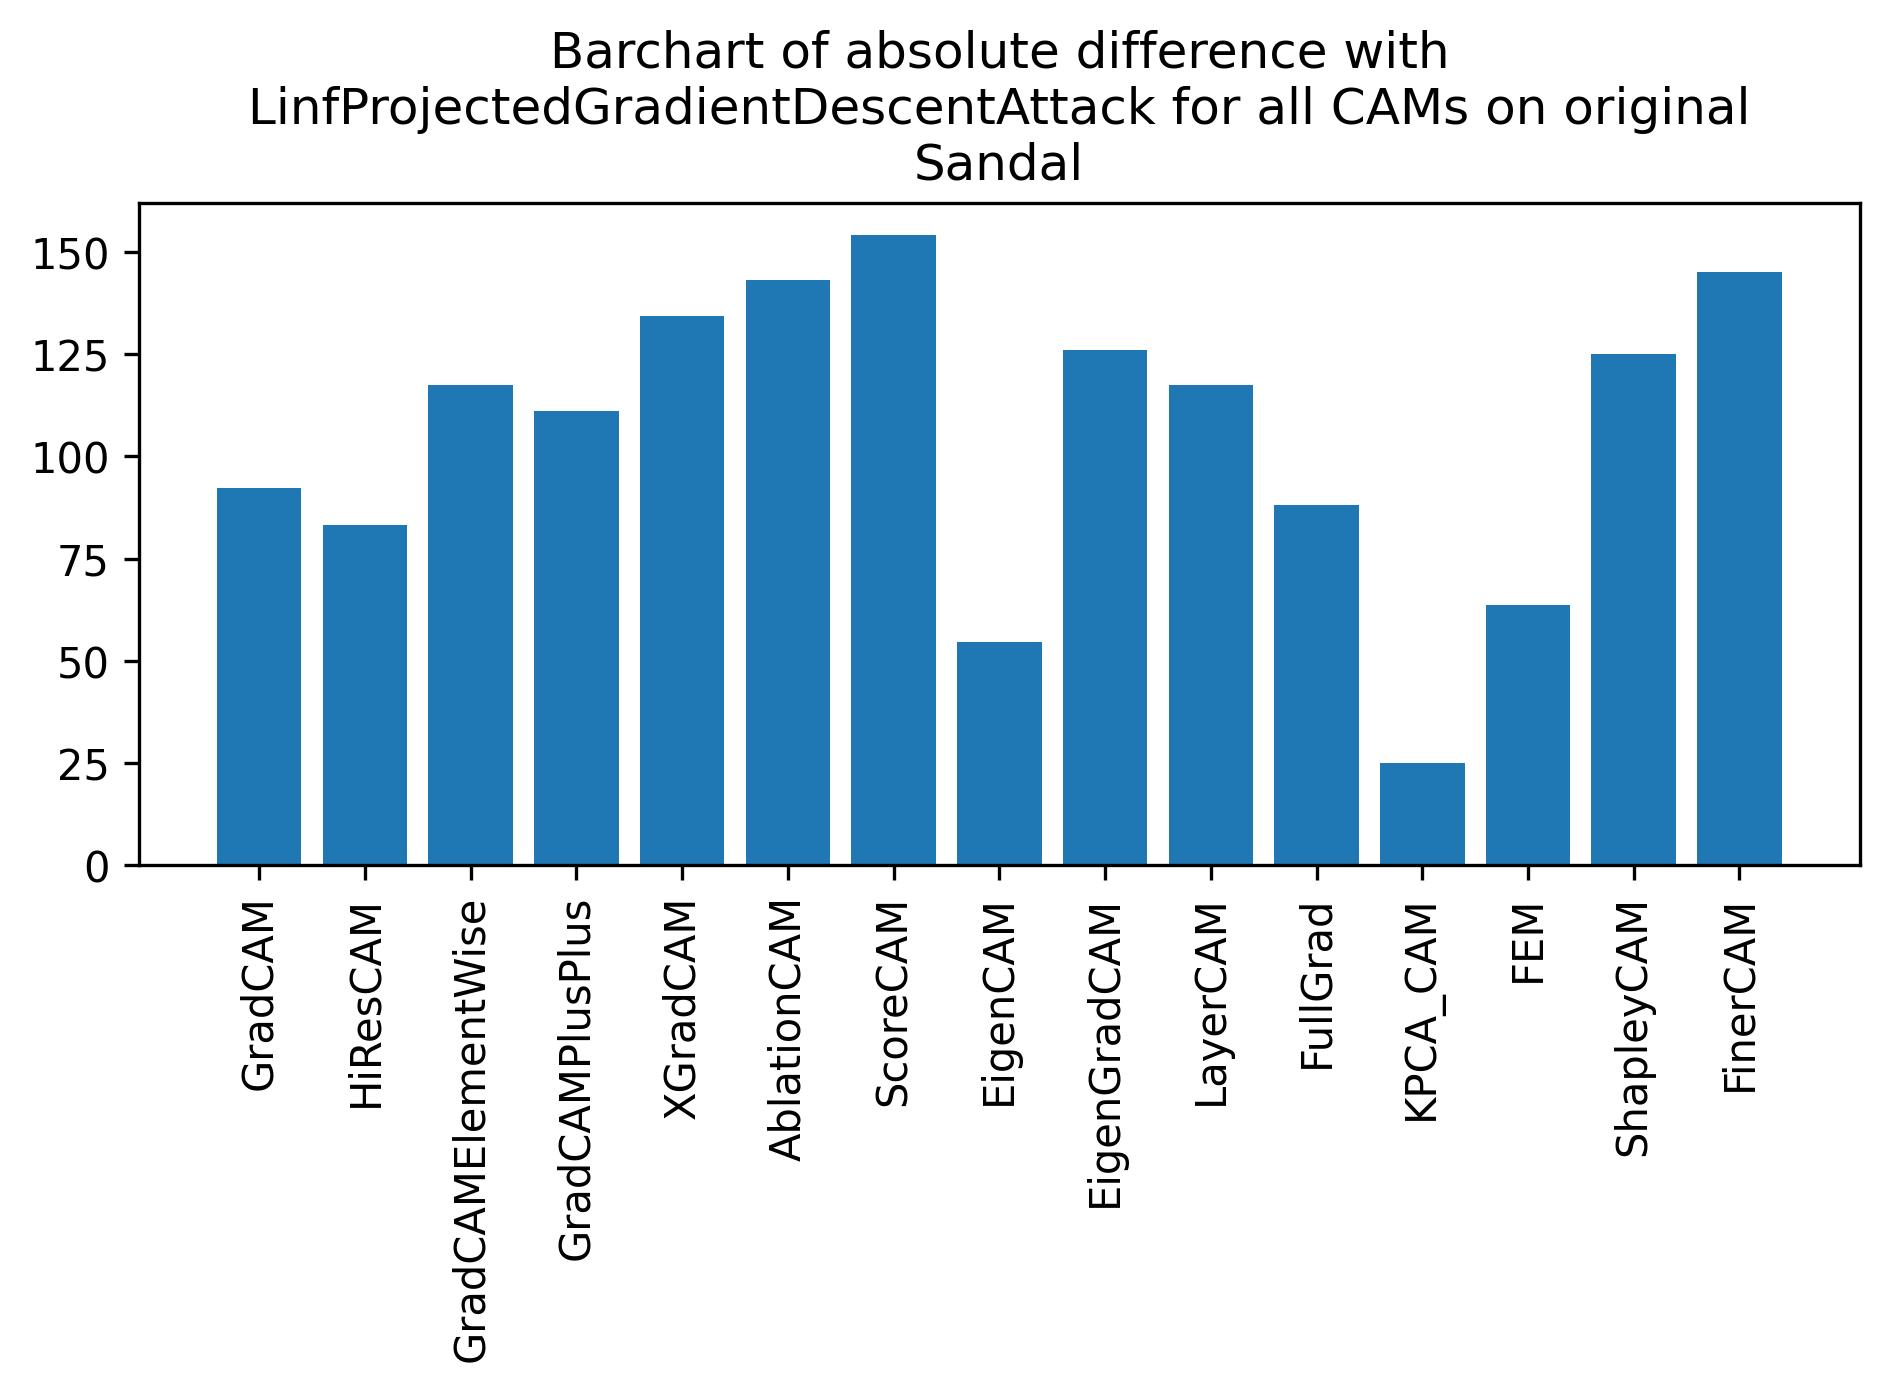 Barchart of absolute difference with
LinfProjectedGradientDescentAttack for all CAMs on original
Sandal
150
125
100
75
50
25
0
GradCAM
HiResCAM
GradCAMElementWise
GradCAMPlusPlus
XGradCAM
AblationCAM
ScoreCAM
EigenCAM
EigenGradCAM
LayerCAM
FullGrad
KPCA_CAM
FEM
ShapleyCAM
FinerCAM